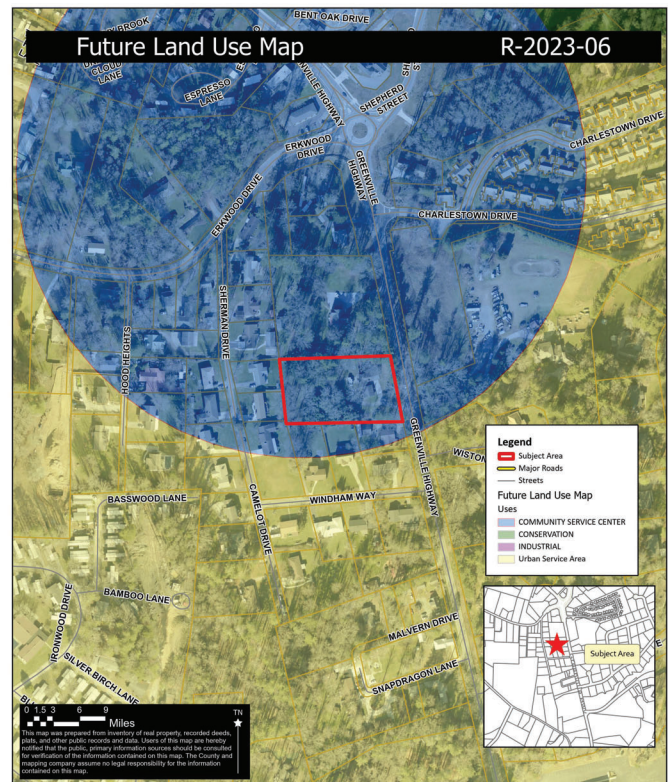 BENT OAK DRIVE
Future Land Use Map R-2023-06
BROOK
CLOUD
LANE
ESPRESSO
LANE
GREENVILLE HIGHWAY
SHEPHERD
STREET
ERKWOOD
DRIVE
GREENVILLE
HIGHWAY
CHARLESTOWN DRIVE
ERKWOOD DRIVE
CHARLESTOWN DRIVE
SHERMAN DRIVE
HOOD HEIGHTS
GREENVILLE HIGHWAY
WISTON
BASSWOOD LANE
WINDHAM WAY
CAMELOT DRIVE
BAMBOO LANE
IRONWOOD DRIVE
SILVER BIRCH LANE
MALVERN DRIVE
SNAPDRAGON LANE
Legend
Subject Area
Major Roads
Streets
Future Land Use Map
Uses
COMMUNITY SERVICE CENTER
CONSERVATION
INDUSTRIAL
Urban Service Area
Subject Area
0 1.5 3 6 9
Miles
TN
This map was prepared from inventory of real property, recorded deeds,
plats, and other public records and data. Users of this map are hereby
notified that the public, primary information sources should be consulted
for verification of the information contained on this map. The County and
mapping company assume no legal responsibility for the information
contained on this map.